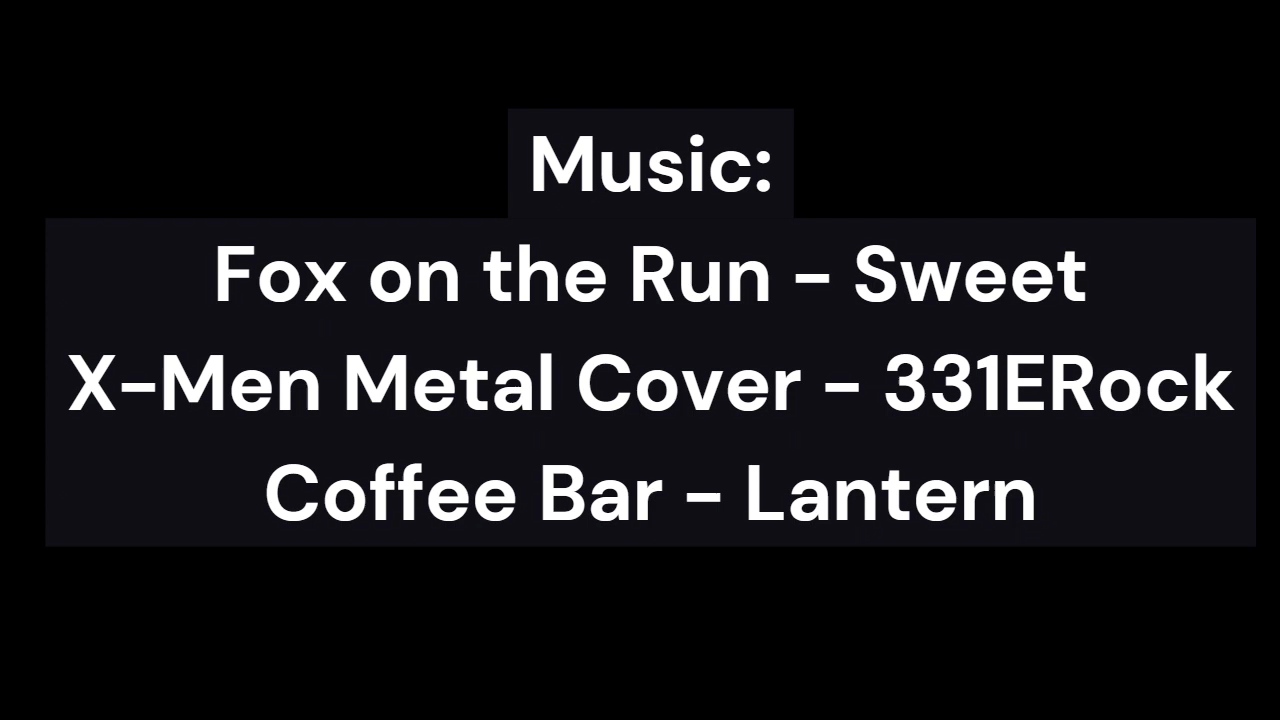 Music:
Fox on the Run - Sweet
X-Men Metal Cover - 331ERock
Coffee Bar - Lantern